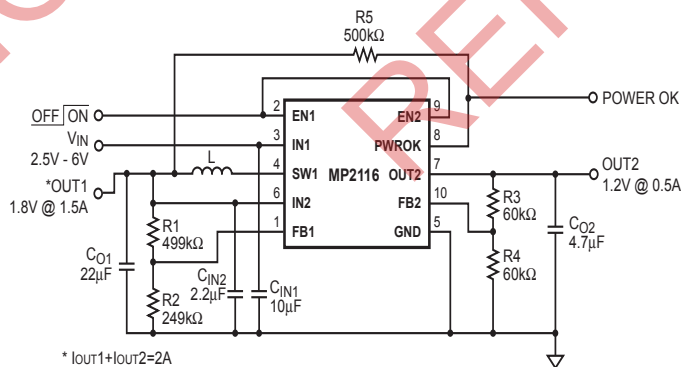 R5
500kΩ
OFF ON
2
EN1
EN2
9
POWER OK
VIN
2.5V - 6V
3
IN1
PWROK
8
L
4
SW1
MP2116
OUT2
7
OUT2
1.2V @ 0.5A
*OUT1
1.8V @ 1.5A
6
IN2
FB2
10
R3
60kΩ
R1
499kΩ
1
FB1
GND
5
CO1
22µF
CIN2
2.2µF
CIN1
10µF
R4
60kΩ
CO2
4.7µF
R2
249kΩ
* IOUT1+IOUT2=2A